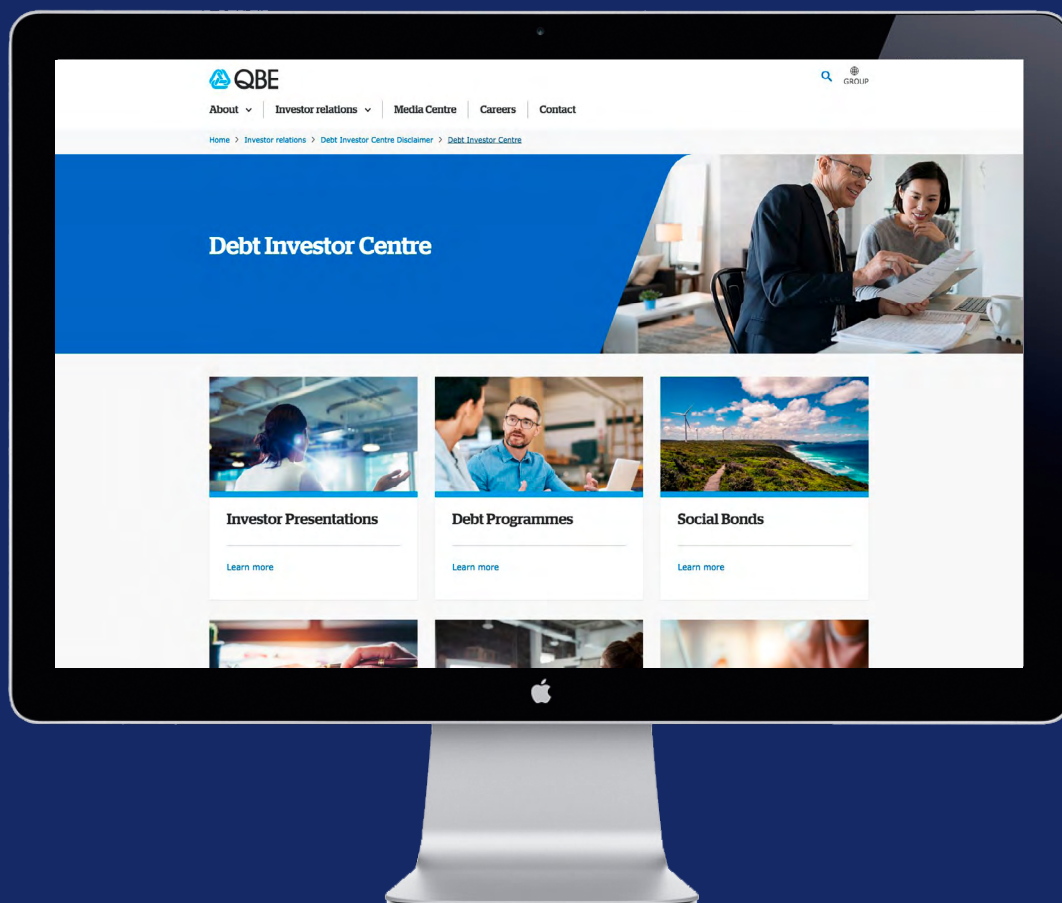 QBE
GROUP
About
Investor relations
Media Centre
Careers
Contact
Home > Investor relations > Debt Investor Centre Disclaimer > Debt Investor Centre
Debt Investor Centre
Investor Presentations
Debt Programmes
Social Bonds
Learn more
Learn more
Learn more